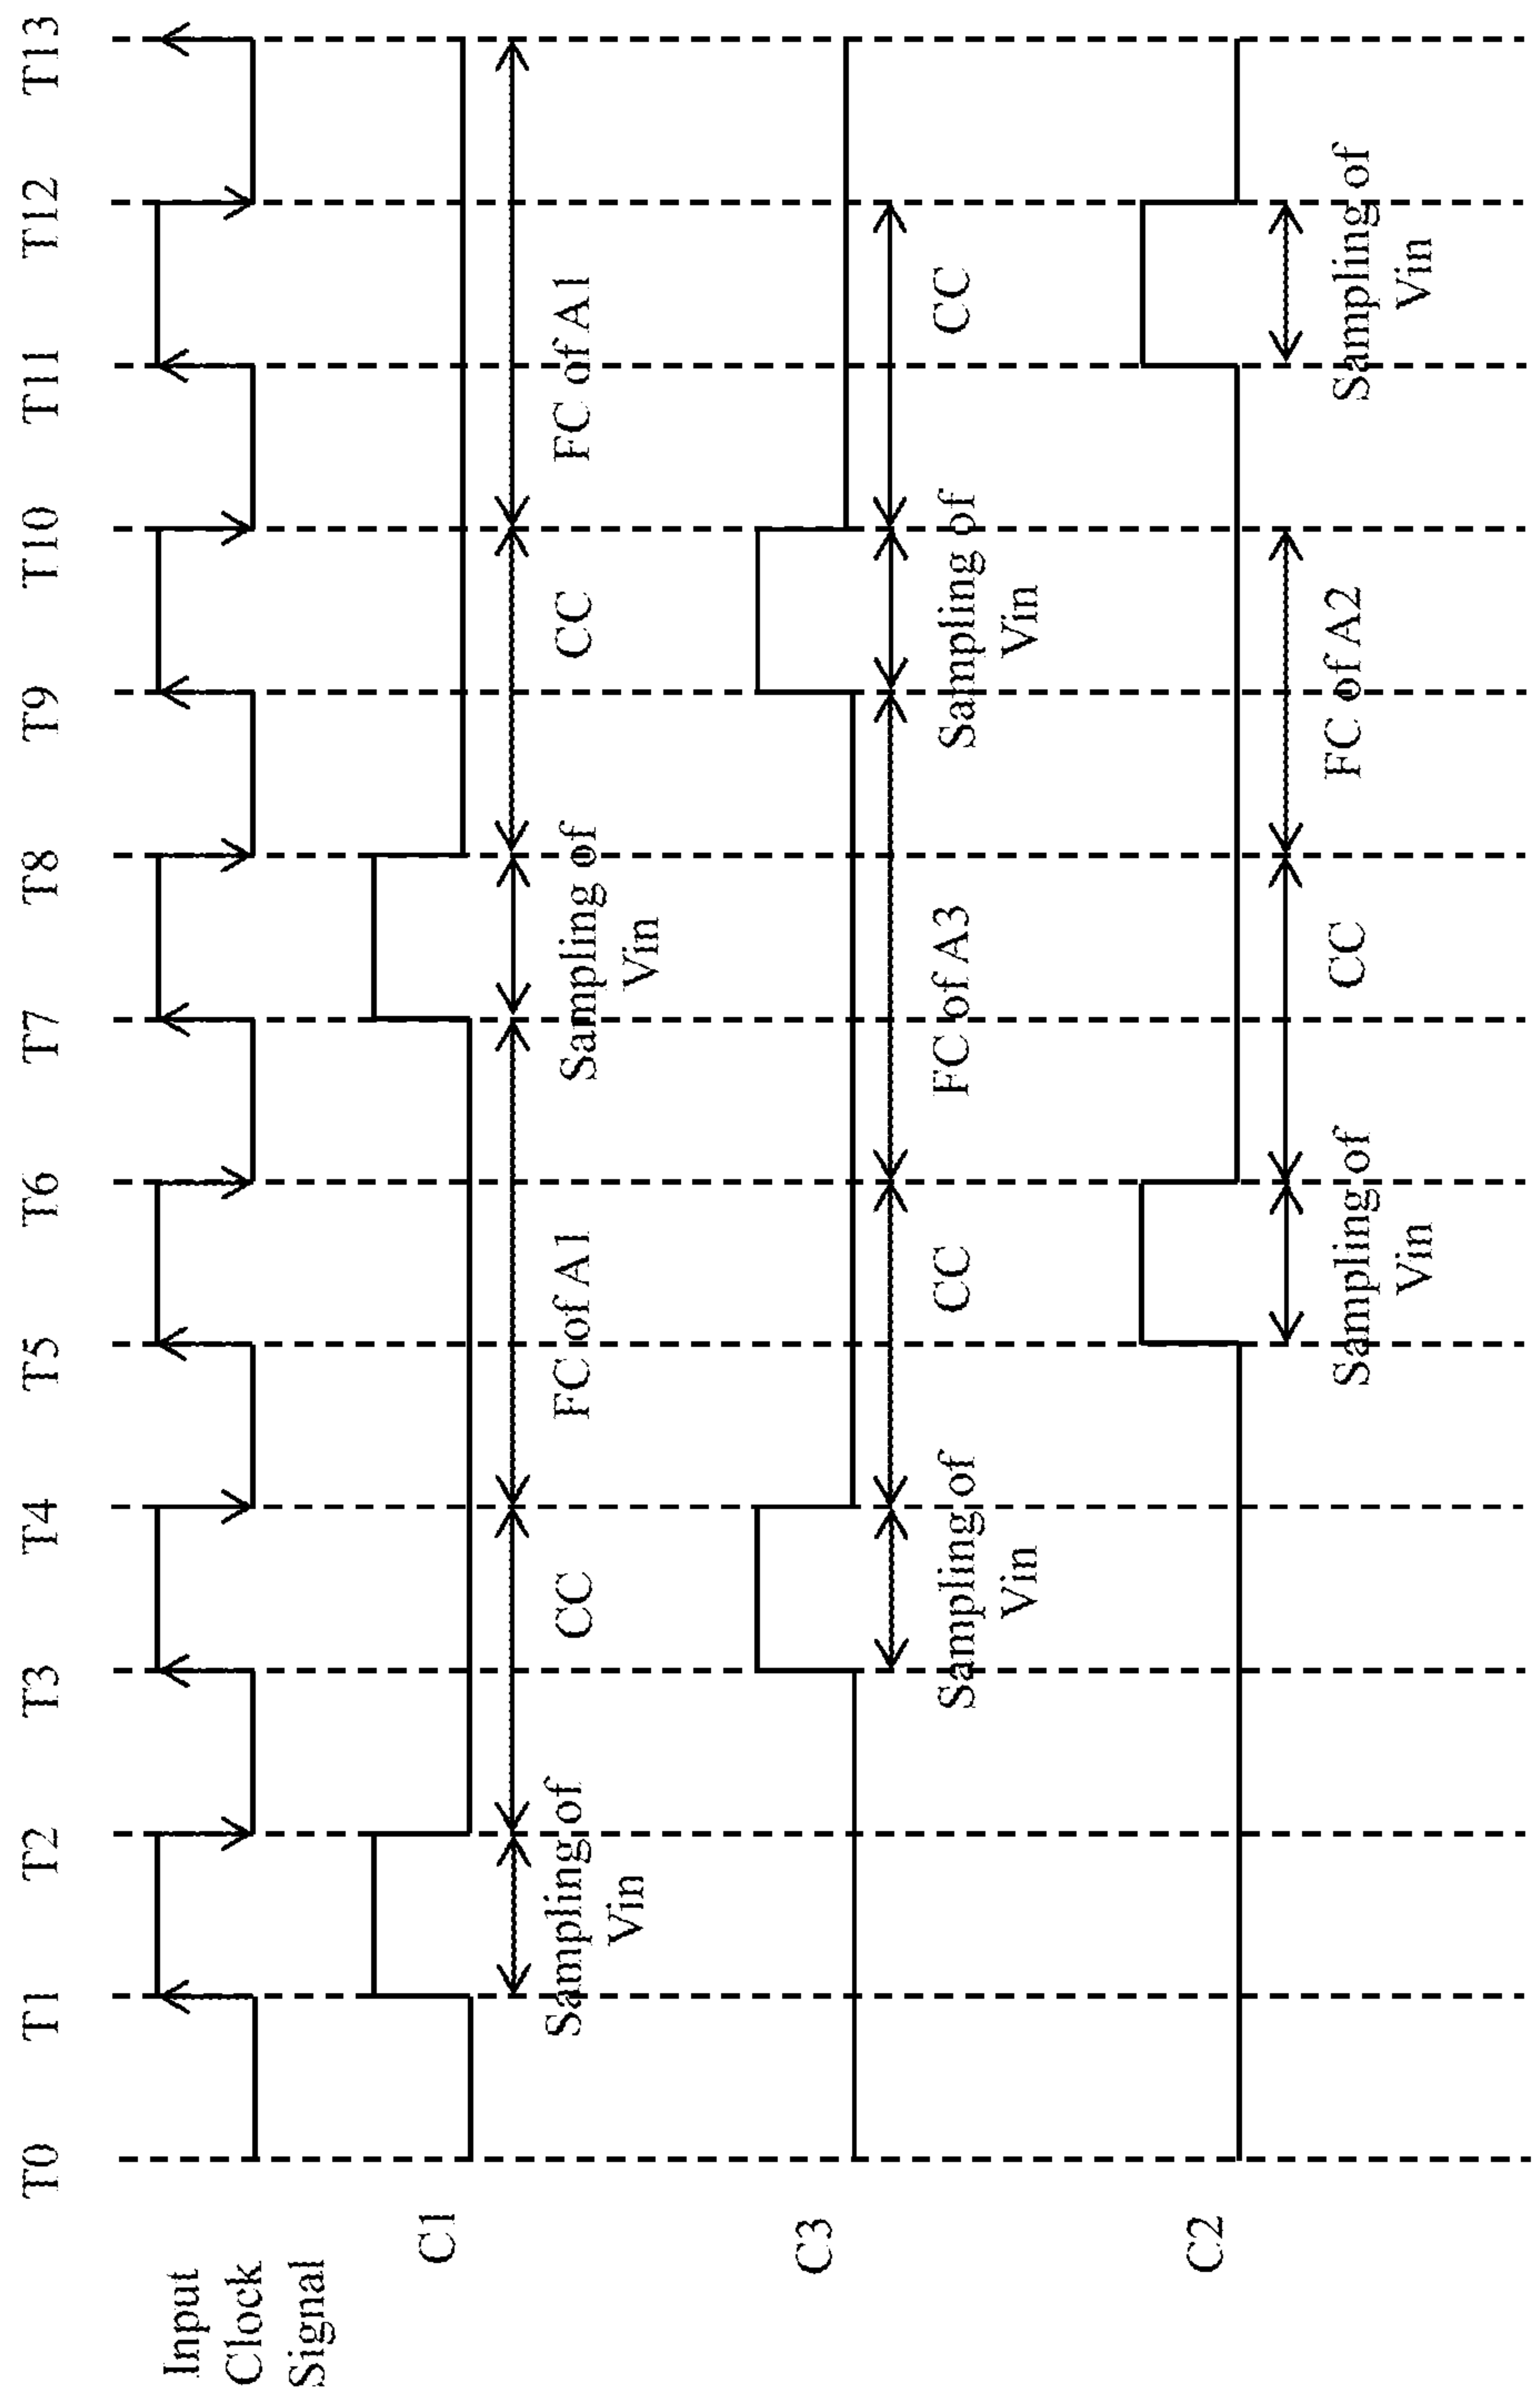 T0 T1 T2 T3 T4 T5 T6 T7 T8 T9 T10 T11 T12 T13
Input
Clock
Signal
C1
Sampling of
Vin
CC
FC of A1
Sampling of
Vin
CC
FC of A1
C3
Sampling of
Vin
CC
FC of A3
Sampling of
Vin
CC
C2
Sampling of
Vin
CC
FC of A2
Sampling of
Vin